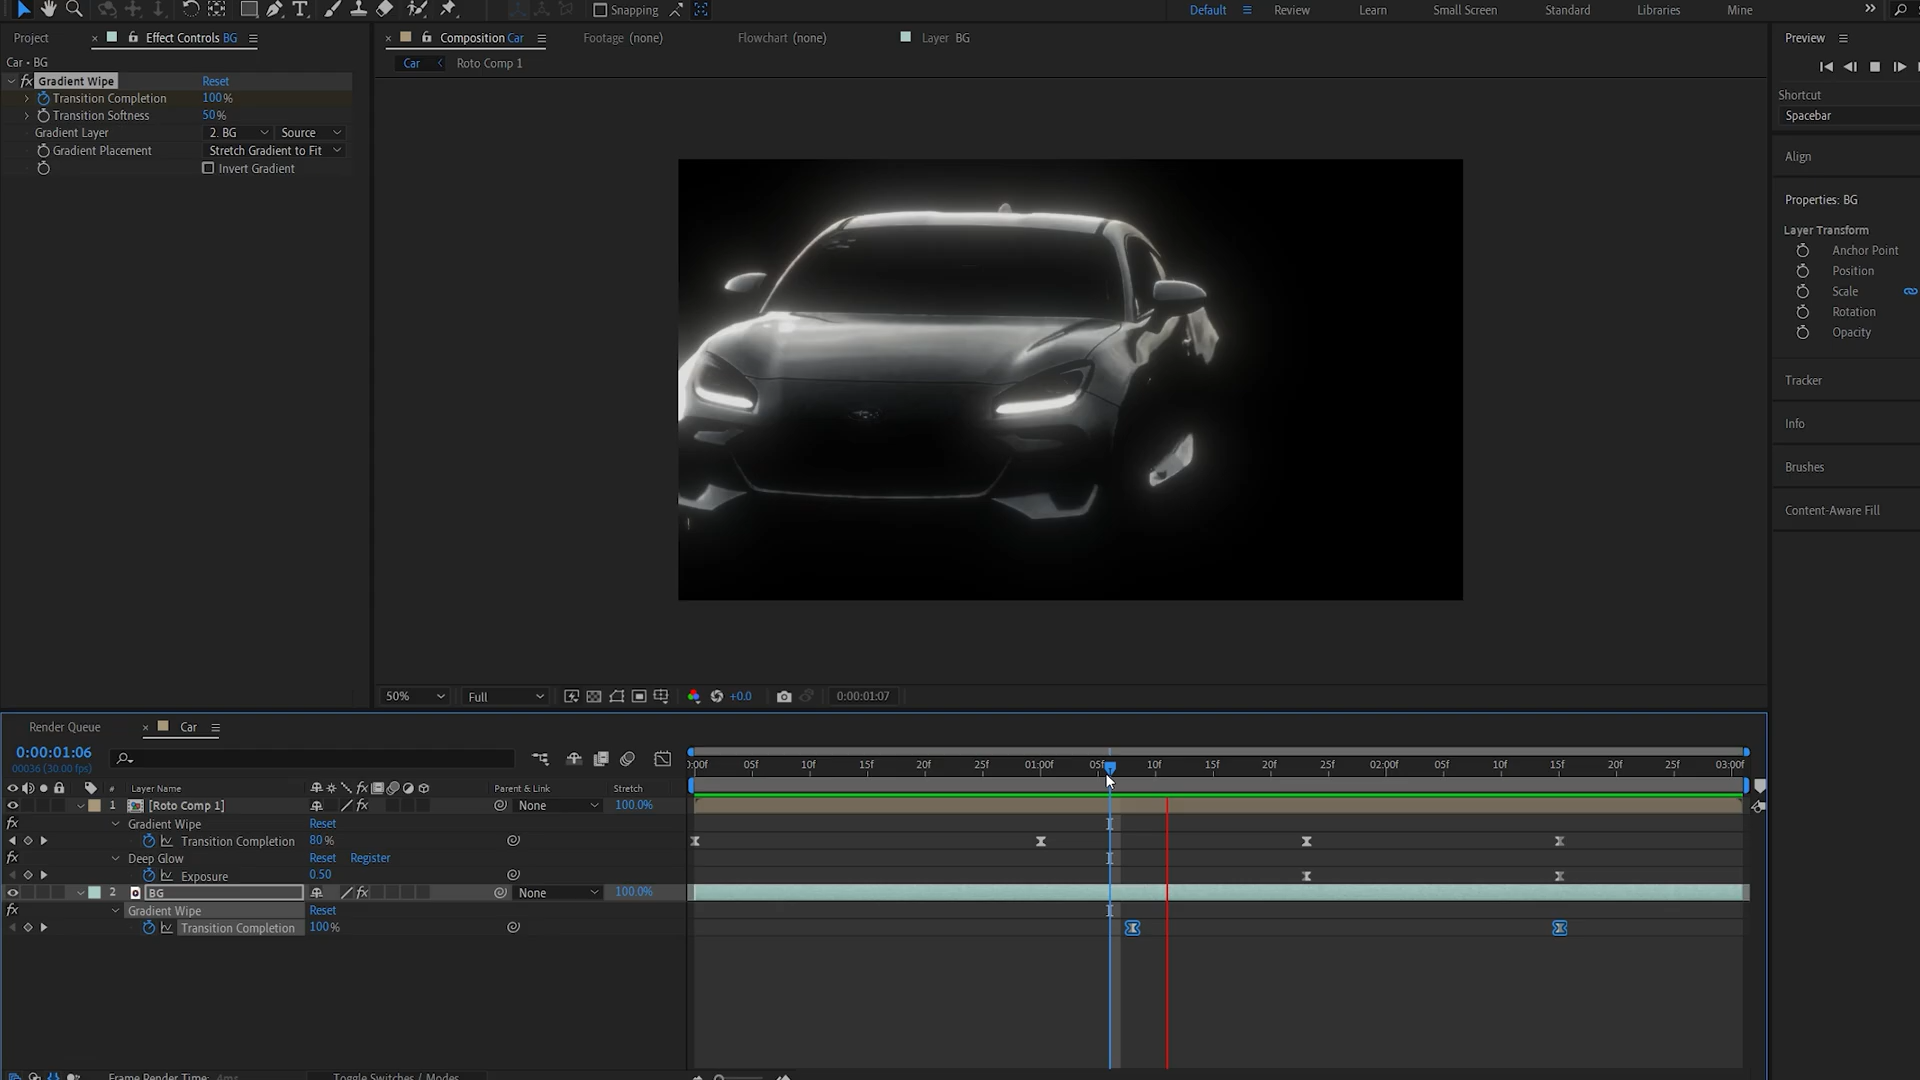 Snapping
Default
Review
Learn
Small Screen
Standard
Libraries
Mine
Project
Effect Controls BG
Composition Car
Footage (none)
Flowchart (none)
Layer BG
Preview
Car • BG
Car
Roto Comp 1
Gradient Wipe
Reset
Transition Completion
100%
Transition Softness
50%
Gradient Layer
2. BG
Source
Gradient Placement
Stretch Gradient to Fit
Invert Gradient
Shortcut
Spacebar
Align
Properties: BG
Layer Transform
Anchor Point
Position
Scale
Rotation
Opacity
Tracker
Info
Brushes
Content-Aware Fill
50%
Full
+0.0
0:00:01:07
Render Queue
Car
0:00:01:06
00036 (30.00 fps)
:00f
05f
10f
15f
20f
25f
01:00f
05f
10f
15f
20f
25f
02:00f
05f
10f
15f
20f
25f
03:00f
#
Layer Name
Parent & Link
Stretch
1
[Roto Comp 1]
None
100.0%
Gradient Wipe
Reset
Transition Completion
80%
Deep Glow
Reset
Register
Exposure
0.50
2
BG
None
100.0%
Gradient Wipe
Reset
Transition Completion
100%
Frame Render Time: 4ms
Toggle Switches / Modes